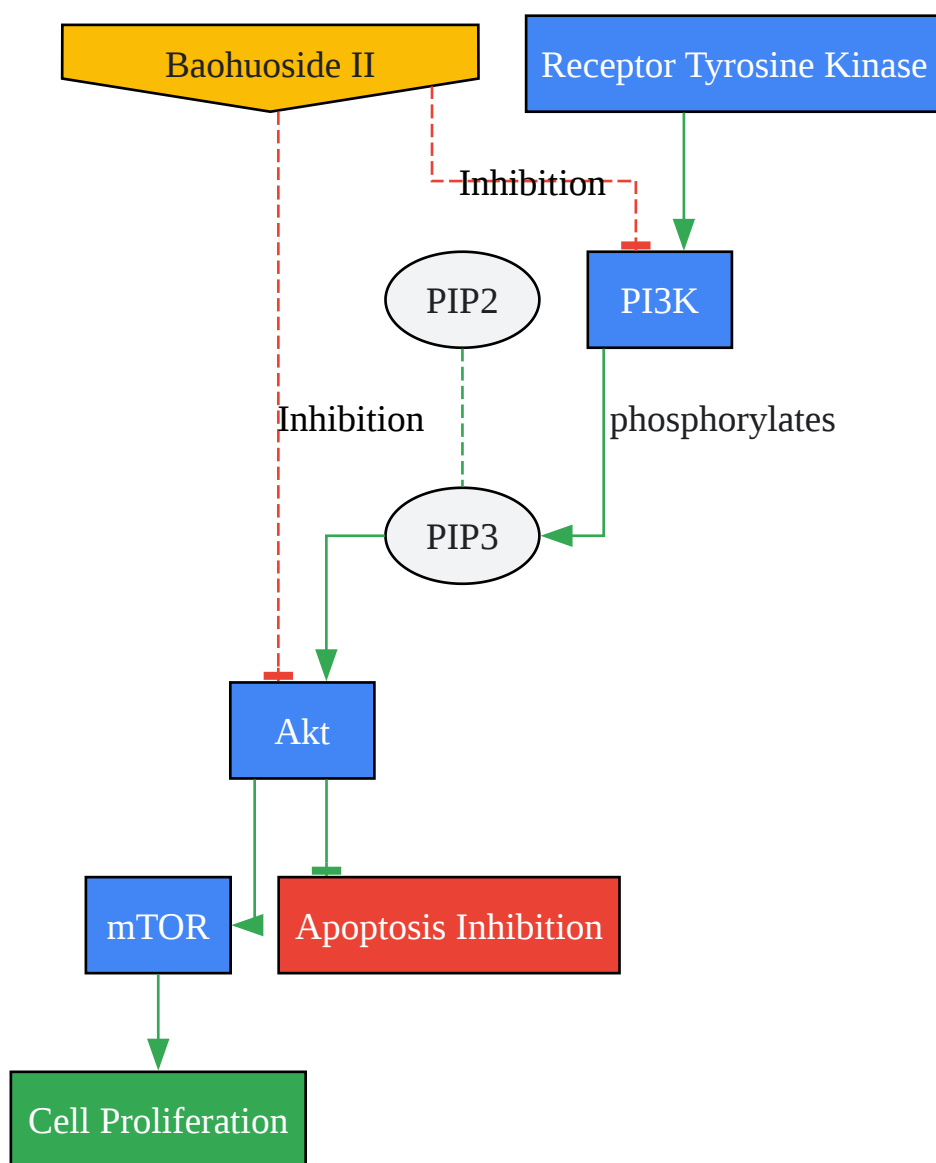 Baohuoside II
Receptor Tyrosine Kinase
Inhibition
PIP2
PI3K
Inhibition
phosphorylates
PIP3
Akt
mTOR
Apoptosis Inhibition
Cell Proliferation